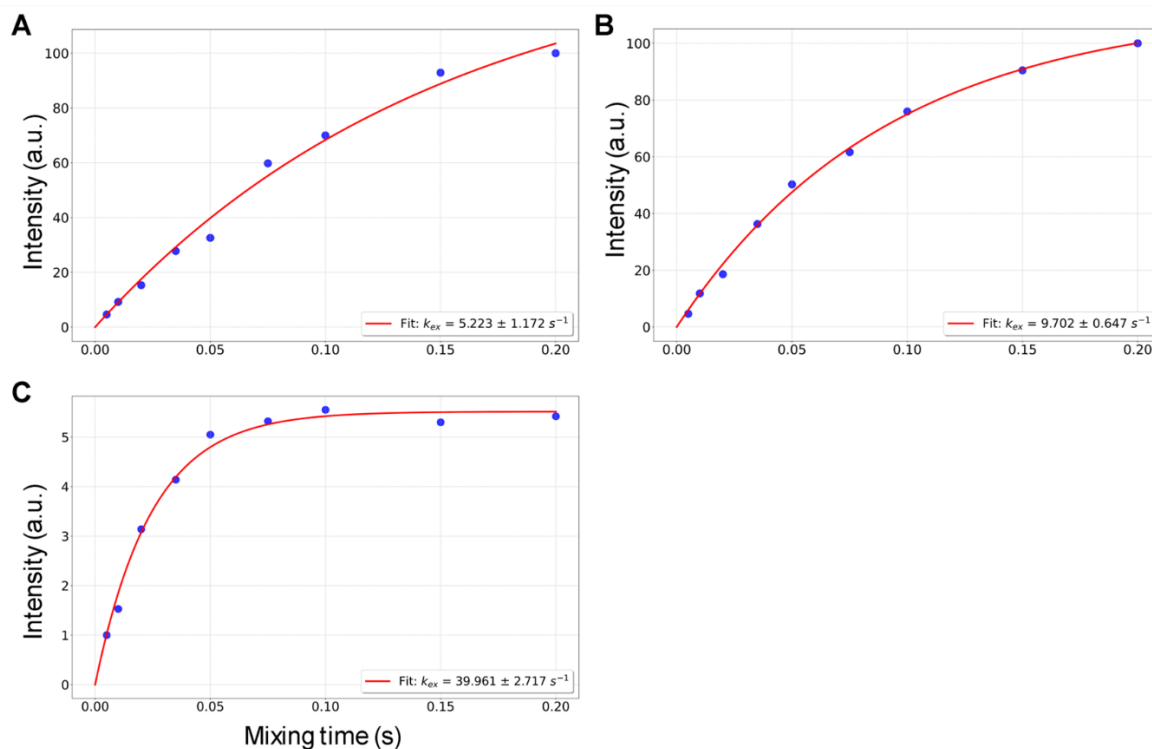 A
Intensity (a.u.)
100
80
60
40
20
0
0.00 0.05 0.10 0.15 0.20
Fit: k_ex = 5.223 ± 1.172 s⁻¹
B
Intensity (a.u.)
100
80
60
40
20
0
0.00 0.05 0.10 0.15 0.20
Fit: k_ex = 9.702 ± 0.647 s⁻¹
C
Intensity (a.u.)
5
4
3
2
1
0
0.00 0.05 0.10 0.15 0.20
Fit: k_ex = 39.961 ± 2.717 s⁻¹
Mixing time (s)